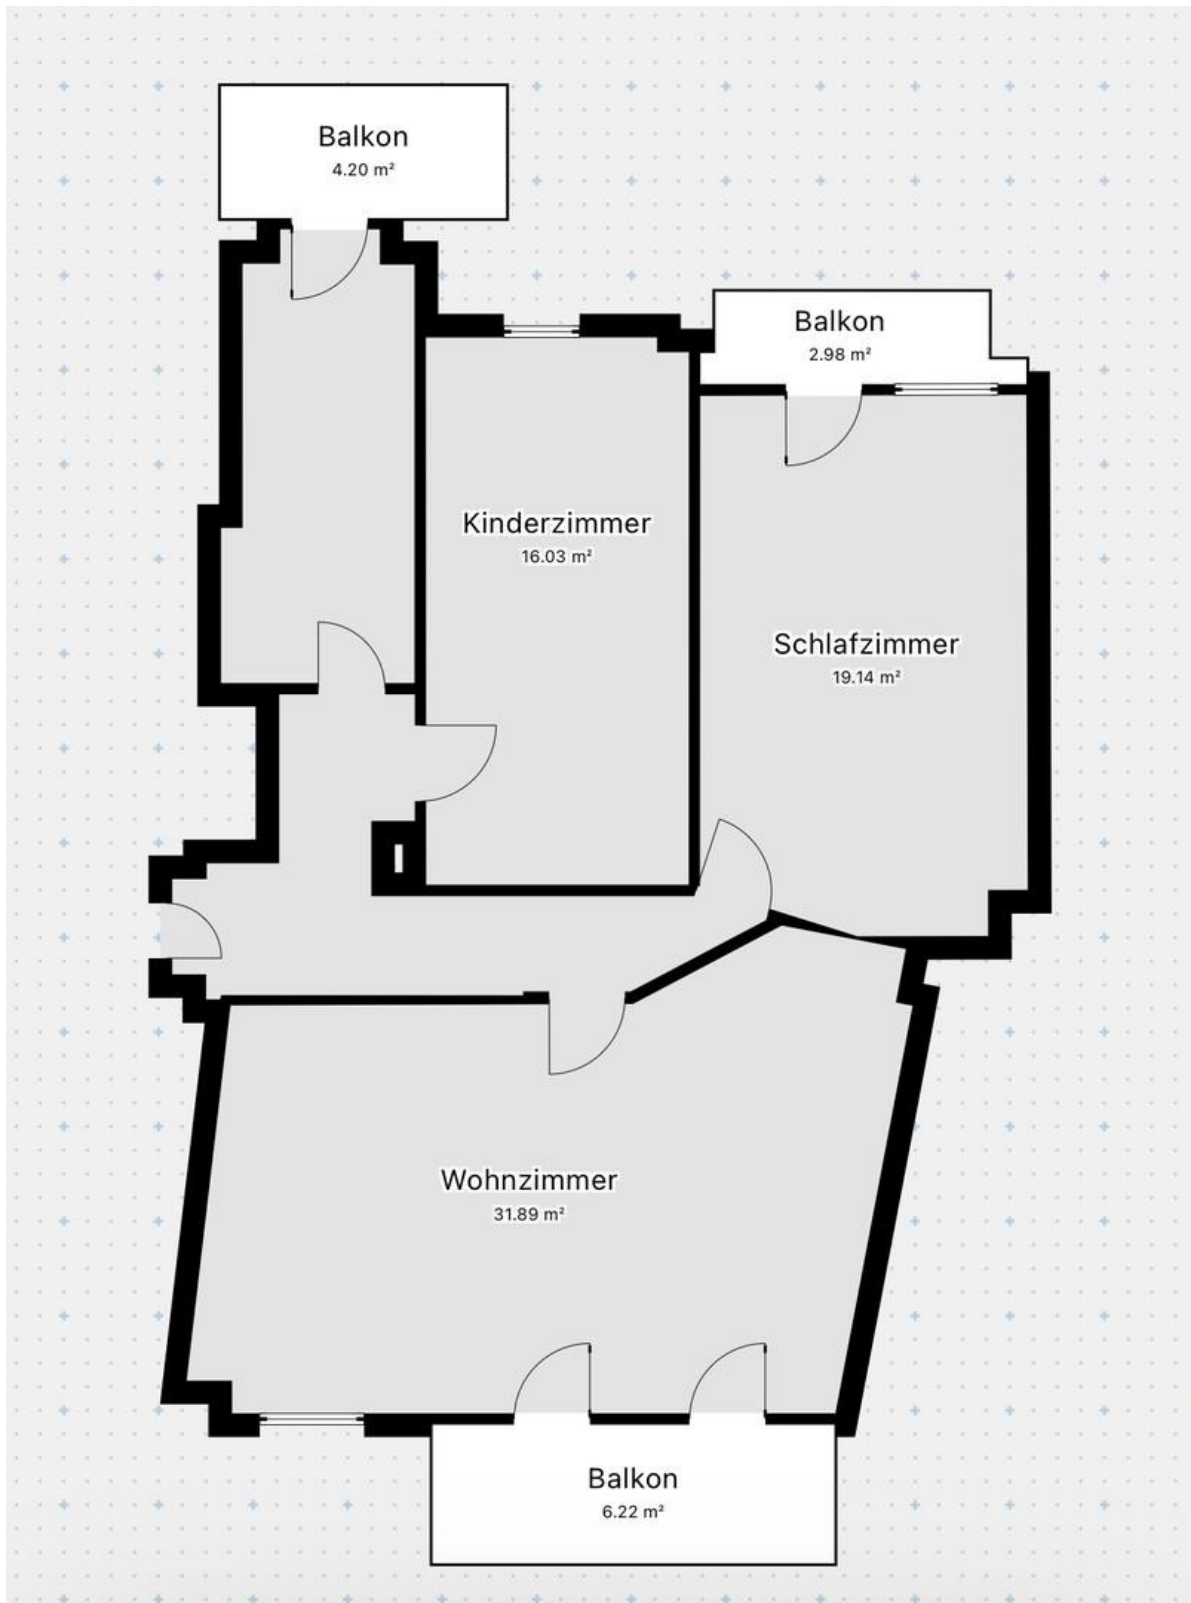 Balkon
4.20 m²
Balkon
2.98 m²
Kinderzimmer
16.03 m²
Schlafzimmer
19.14 m²
Wohnzimmer
31.89 m²
Balkon
6.22 m²